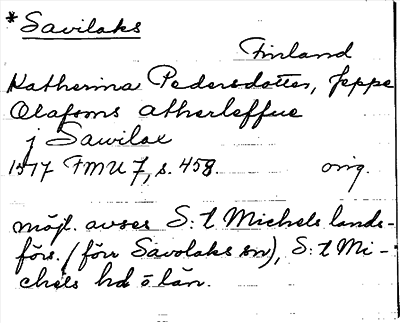 * Savilaks
Finland
Katherina Pedersdotter, Jeppe
Olafsons atherleffue
j Sawilax
1517 FMU 7, s. 458. orig.
möjl. avses S:t Michels lands-
förs. (förr Savolaks sn), S:t Mi-
chels hd o län.